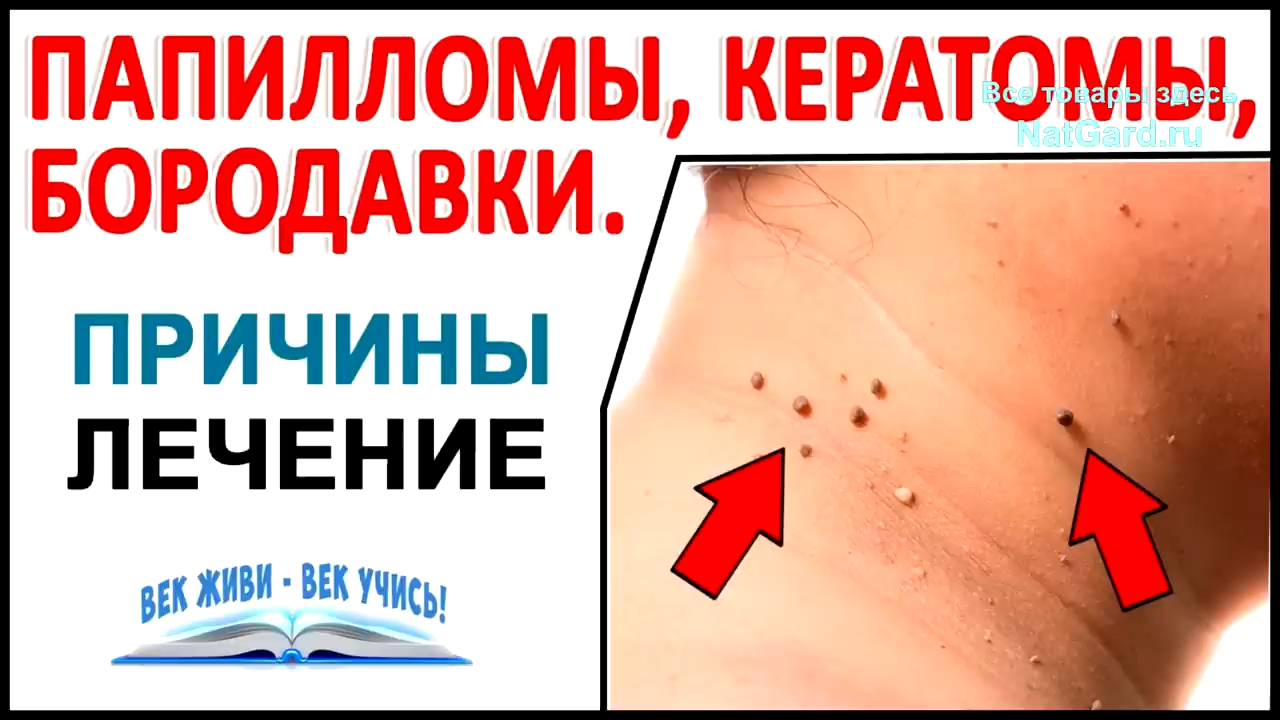 ПАПИЛЛОМЫ, КЕРАТОМЫ,
Все товары здесь
NatGard.ru
БОРОДАВКИ.
ПРИЧИНЫ
ЛЕЧЕНИЕ
ВЕК ЖИВИ - ВЕК УЧИСЬ!